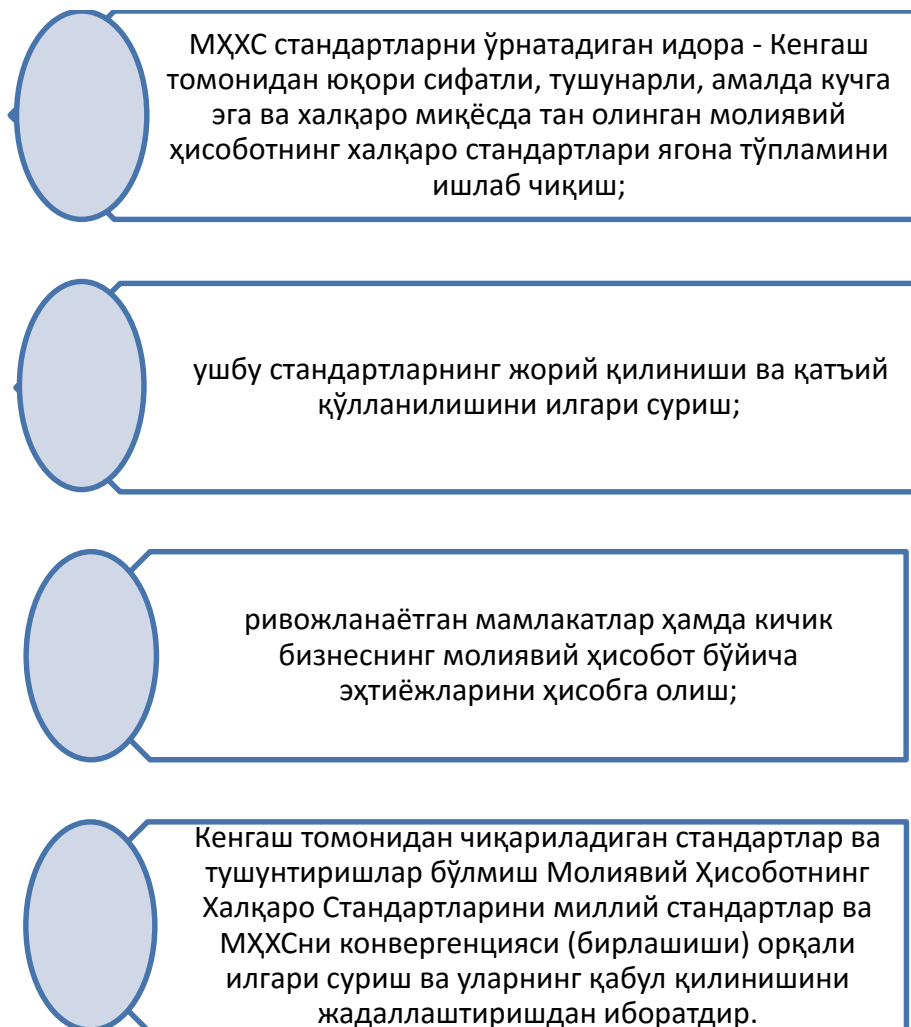 МҲХС стандартларни ўрнатадиган идора - Кенгаш
томонидан юқори сифатли, тушунарли, амалда кучга
эга ва халқаро миқёсда тан олинган молиявий
ҳисоботнинг халқаро стандартлари ягона тўпламини
ишлаб чиқиш;
ушбу стандартларнинг жорий қилиниши ва қатъий
қўлланилишини илгари суриш;
ривожланаётган мамлакатлар ҳамда кичик
бизнеснинг молиявий ҳисобот бўйича
эҳтиёжларини ҳисобга олиш;
Кенгаш томонидан чиқариладиган стандартлар ва
тушунтиришлар бўлмиш Молиявий Ҳисоботнинг
Халқаро Стандартларини миллий стандартлар ва
МҲХСни конвергенцияси (бирлашиши) орқали
илгари суриш ва уларнинг қабул қилинишини
жадаллаштиришдан иборатдир.